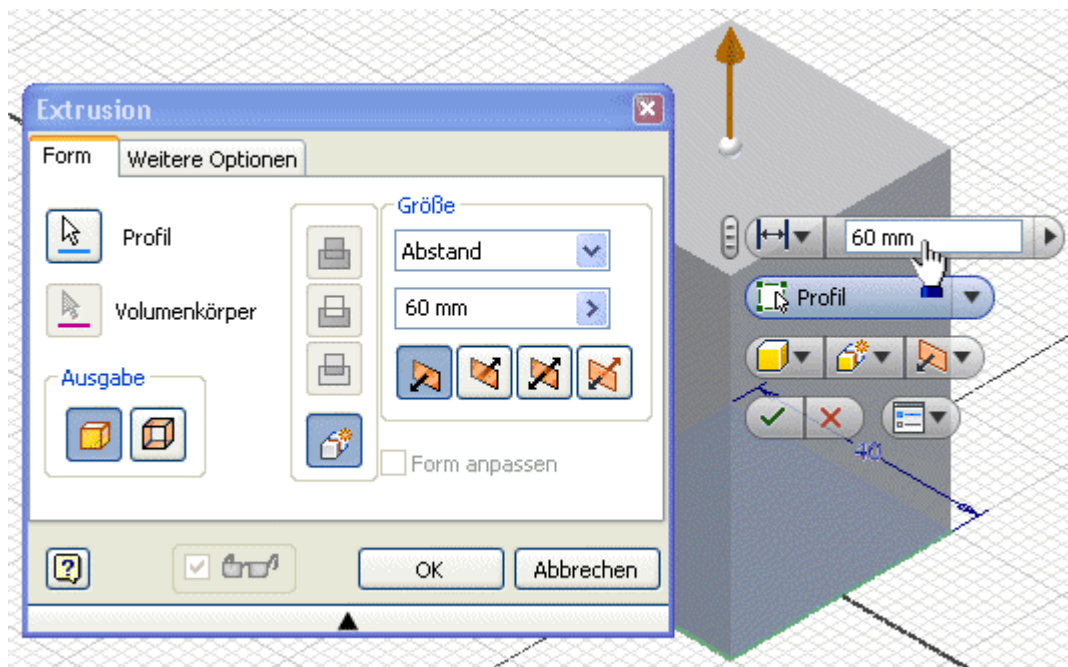 Extrusion
Form
Weitere Optionen
Profil
Volumenkörper
Ausgabe
Größe
Abstand
60 mm
Form anpassen
?
OK
Abbrechen
60 mm
Profil
40